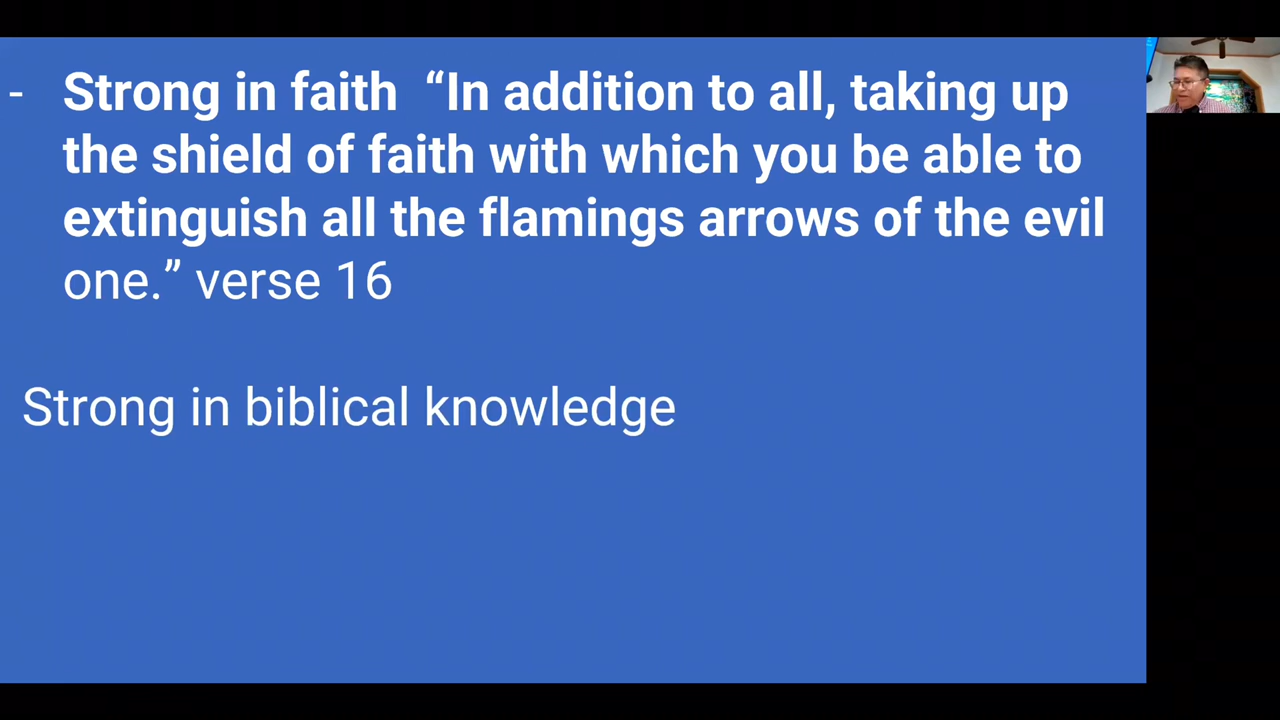 - Strong in faith “In addition to all, taking up
the shield of faith with which you be able to
extinguish all the flamings arrows of the evil
one.” verse 16
Strong in biblical knowledge